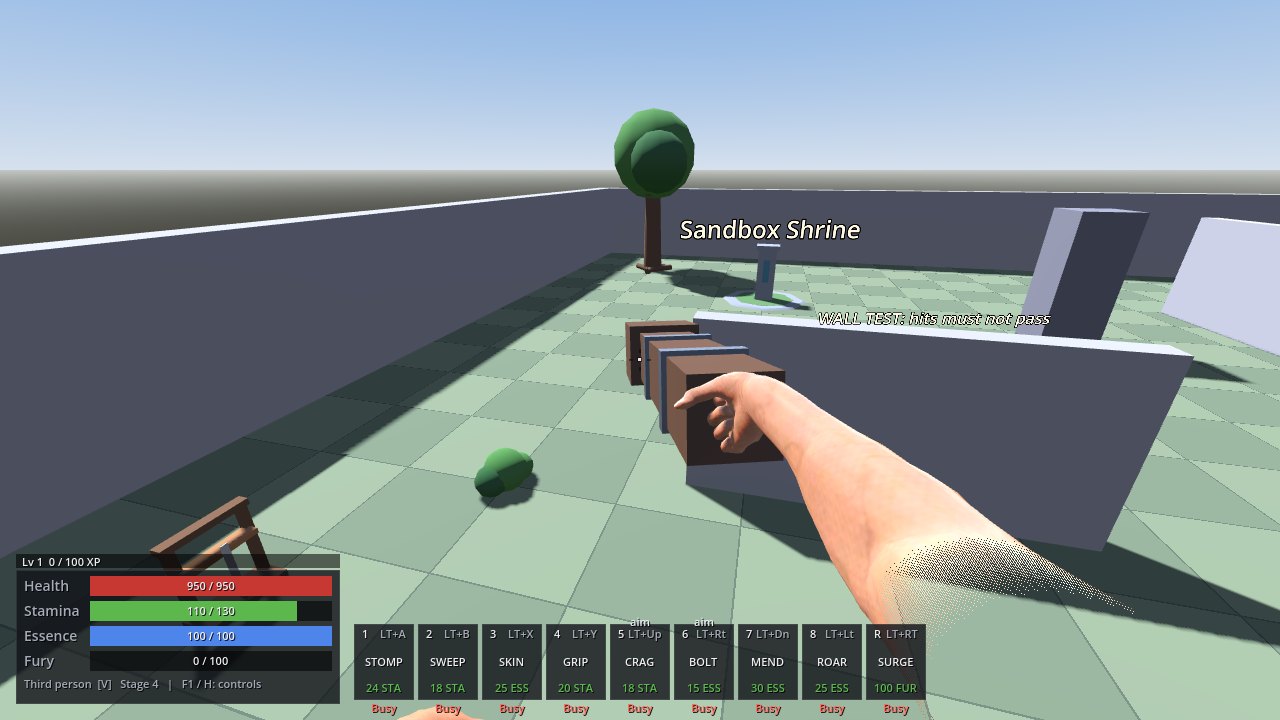 Sandbox Shrine
WALL TEST: hits must not pass
Lv 1 0 / 100 XP
Health 950 / 950
Stamina 110 / 130
Essence 100 / 100
Fury 0 / 100
Third person [V] Stage 4 | F1 / H: controls
aim aim
1 LT+A 2 LT+B 3 LT+X 4 LT+Y 5 LT+Up 6 LT+Rt 7 LT+Dn 8 LT+Lt R LT+RT
STOMP SWEEP SKIN GRIP CRAG BOLT MEND ROAR SURGE
24 STA 18 STA 25 ESS 20 STA 18 STA 15 ESS 30 ESS 25 ESS 100 FUR
Busy Busy Busy Busy Busy Busy Busy Busy Busy